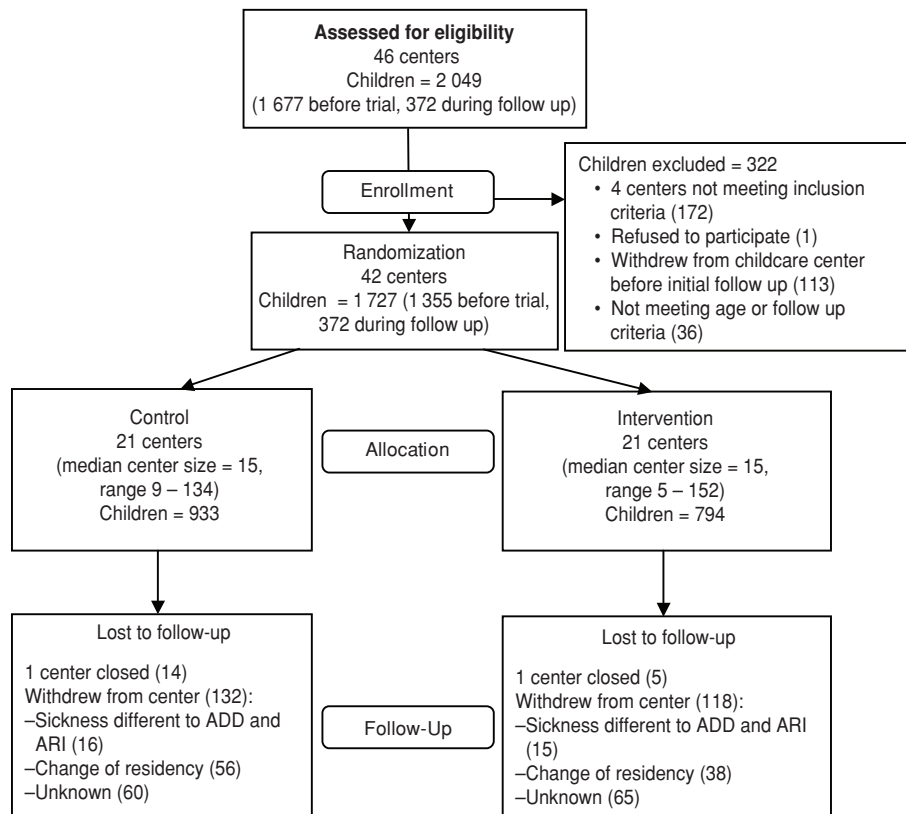 Assessed for eligibility
46 centers
Children = 2 049
(1 677 before trial, 372 during follow up)
Enrollment
Children excluded = 322
• 4 centers not meeting inclusion
criteria (172)
• Refused to participate (1)
• Withdrew from childcare center
before initial follow up (113)
• Not meeting age or follow up
criteria (36)
Randomization
42 centers
Children = 1 727 (1 355 before trial,
372 during follow up)
Control
21 centers
(median center size = 15,
range 9 – 134)
Children = 933
Allocation
Intervention
21 centers
(median center size = 15,
range 5 – 152)
Children = 794
Lost to follow-up
1 center closed (14)
Withdrew from center (132):
–Sickness different to ADD and
ARI (16)
–Change of residency (56)
–Unknown (60)
Follow-Up
Lost to follow-up
1 center closed (5)
Withdrew from center (118):
–Sickness different to ADD and ARI
(15)
–Change of residency (38)
–Unknown (65)